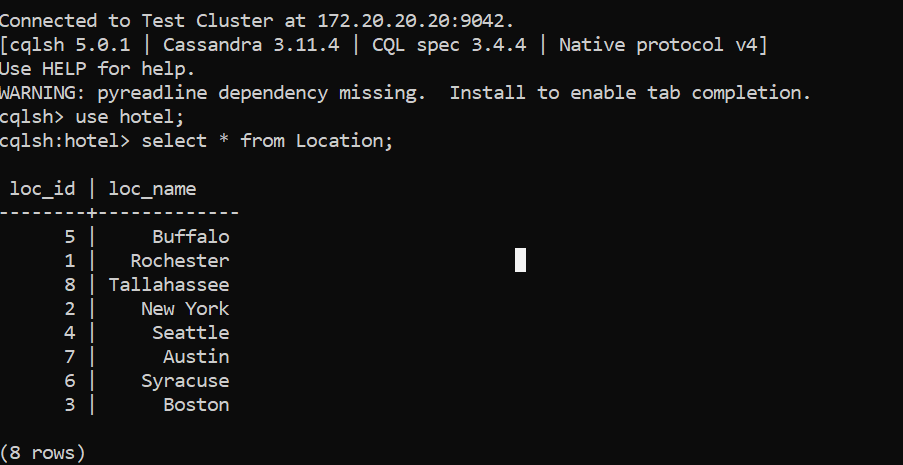 Connected to Test Cluster at 172.20.20.20:9042.
[cqlsh 5.0.1 | Cassandra 3.11.4 | CQL spec 3.4.4 | Native protocol v4]
Use HELP for help.
WARNING: pyreadline dependency missing.  Install to enable tab completion.
cqlsh> use hotel;
cqlsh:hotel> select * from Location;

 loc_id | loc_name
--------+-------------
      5 |     Buffalo
      1 |   Rochester
      8 | Tallahassee
      2 |    New York
      4 |     Seattle
      7 |      Austin
      6 |    Syracuse
      3 |      Boston

(8 rows)